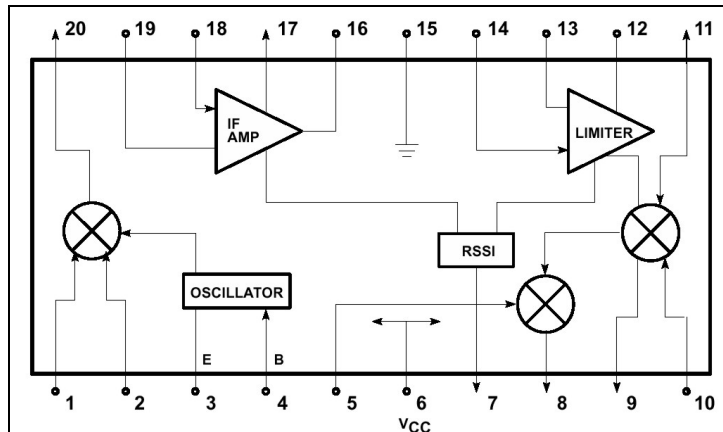 20 19 18 17 16 15 14 13 12 11
IF
AMP
LIMITER
RSSI
OSCILLATOR
E B
1 2 3 4 5 6 7 8 9 10
VCC